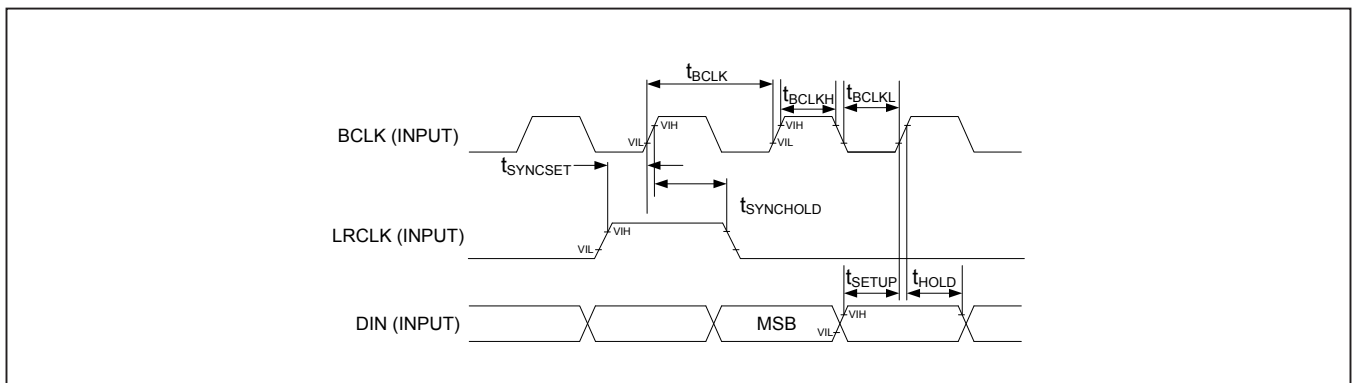 tBCLK
tBCLKH
tBCLKL
BCLK (INPUT)
VIH
VIL
VIH
VIL
tSYNCSET
tSYNCHOLD
LRCLK (INPUT)
VIH
VIL
tSETUP
tHOLD
DIN (INPUT)
MSB
VIH
VIL